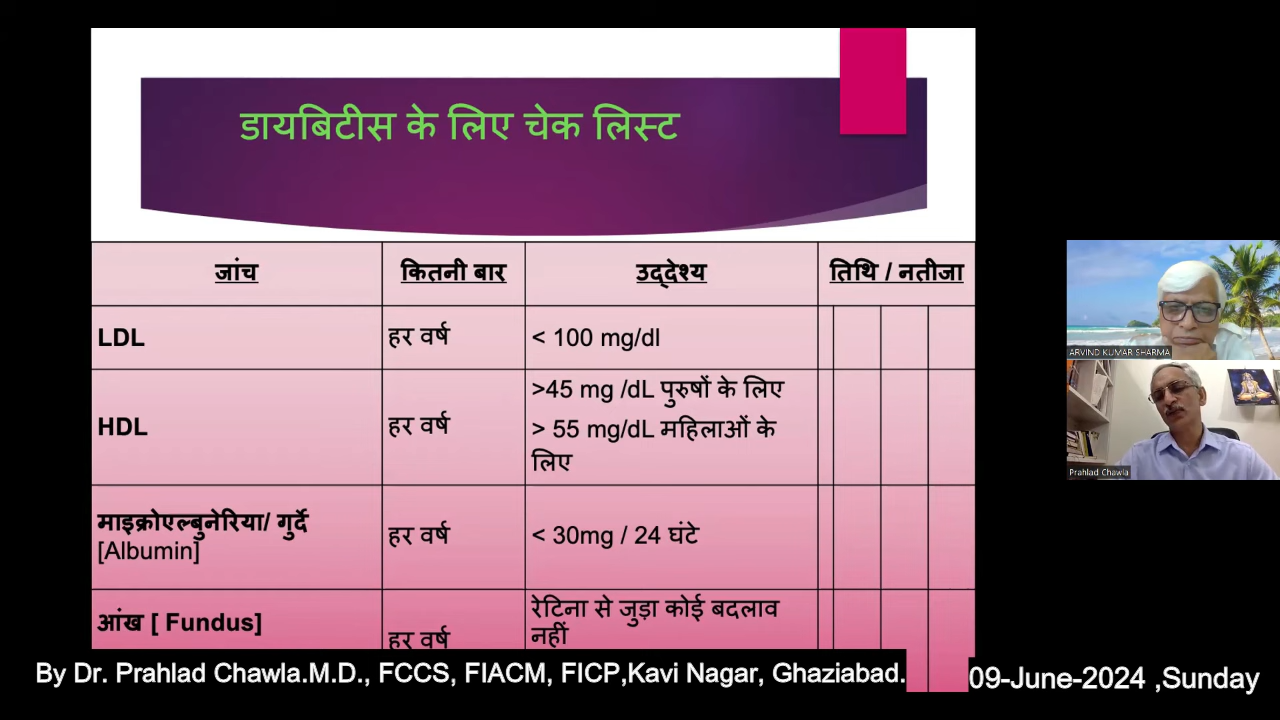 डायबिटीस के लिए चेक लिस्ट
जांच कितनी बार उद्देश्य तिथि / नतीजा
LDL हर वर्ष < 100 mg/dl
HDL हर वर्ष >45 mg /dL पुरुषों के लिए
> 55 mg/dL महिलाओं के
लिए
माइक्रोएल्बुनेरिया/ गुर्दे
[Albumin] हर वर्ष < 30mg / 24 घंटे
आंख [ Fundus] हर वर्ष रेटिना से जुड़ा कोई बदलाव
नहीं
ARVIND KUMAR SHARMA
Prahlad Chawla
By Dr. Prahlad Chawla.M.D., FCCS, FIACM, FICP,Kavi Nagar, Ghaziabad.
09-June-2024 ,Sunday